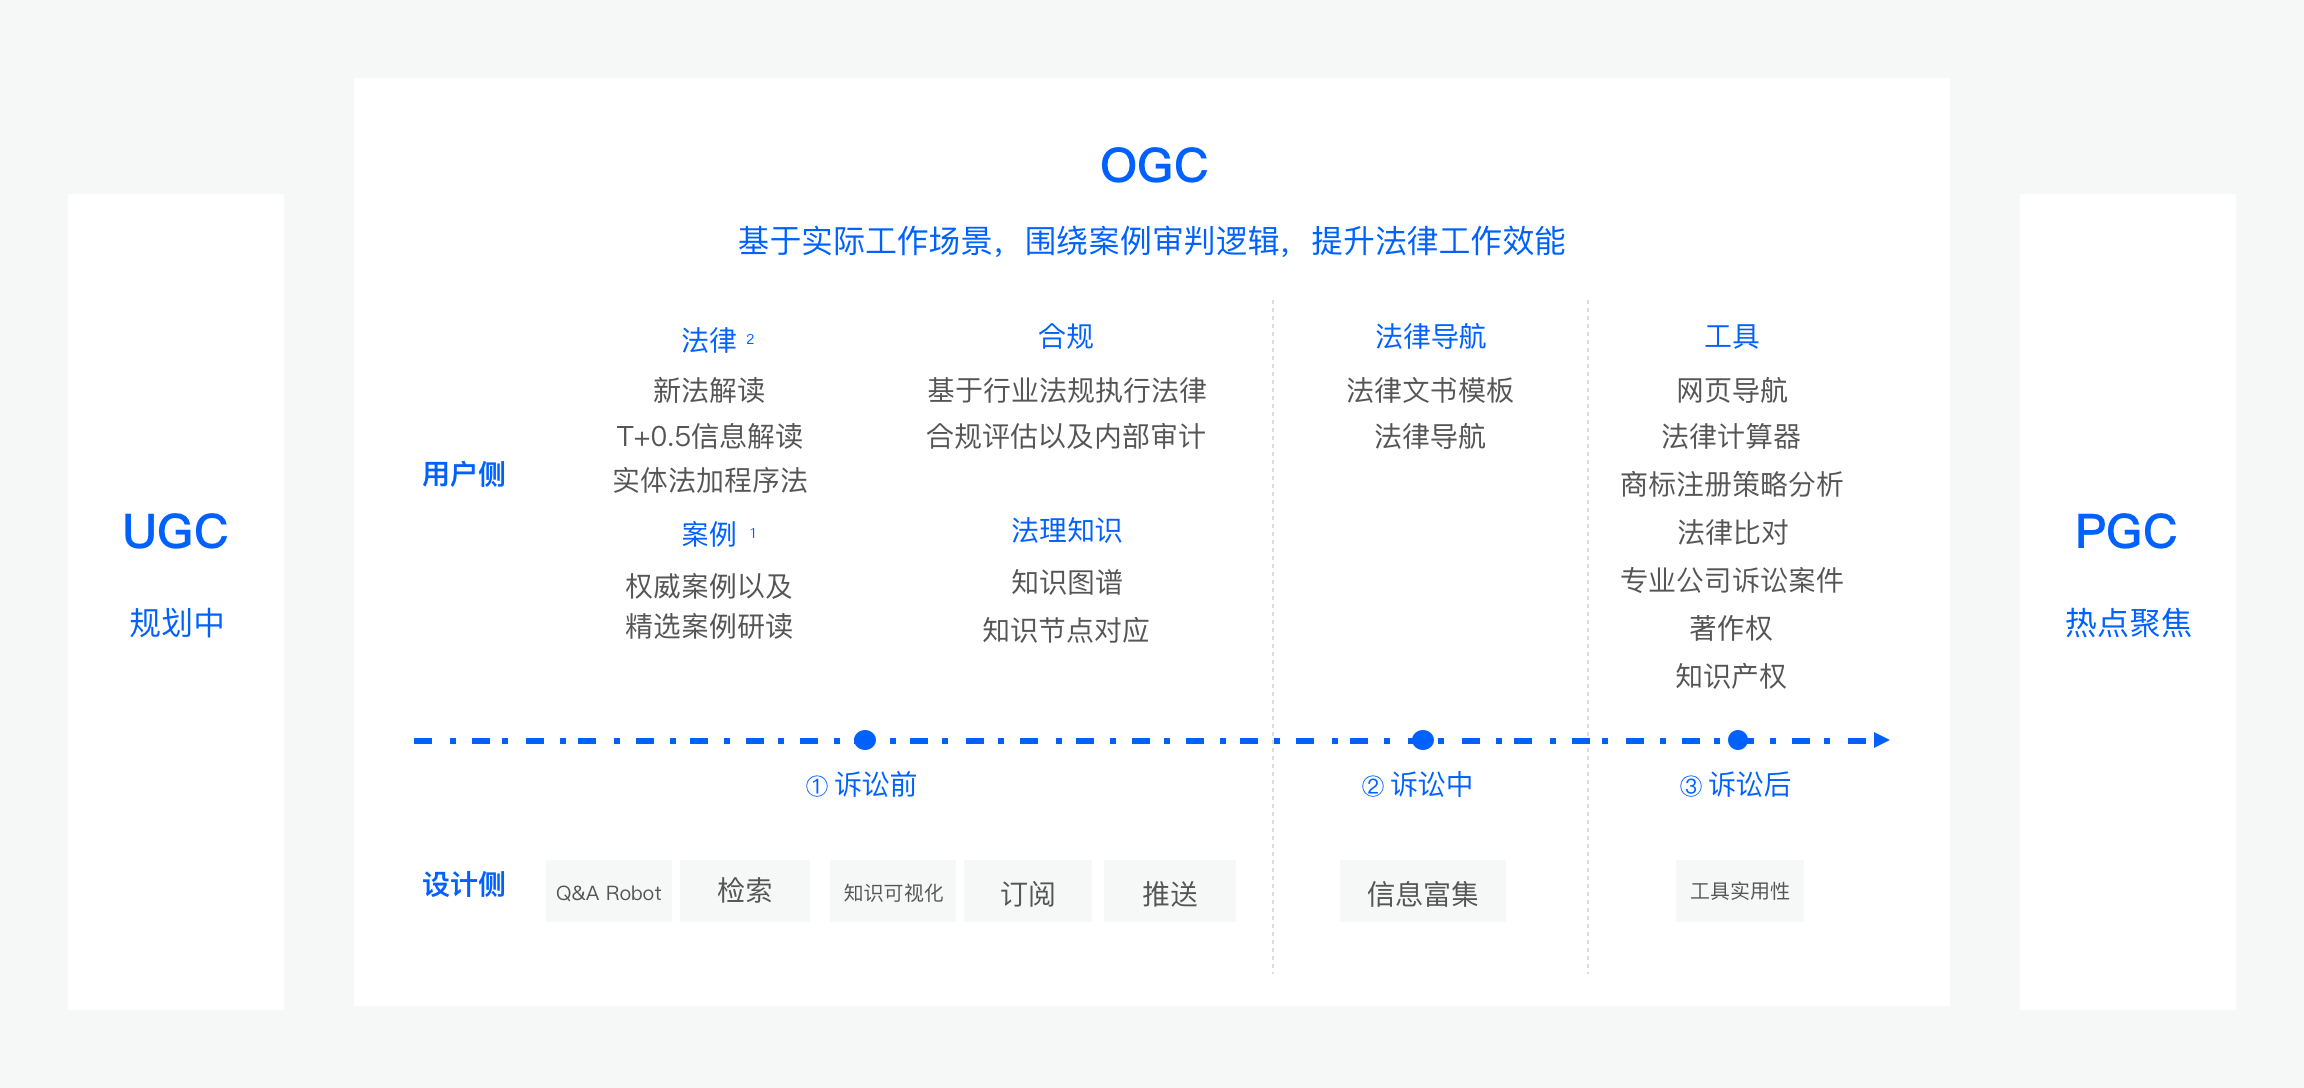 UGC
规划中
OGC
基于实际工作场景，围绕案例审判逻辑，提升法律工作效能
用户侧
法律 2
新法解读
T+0.5信息解读
实体法加程序法
案例 1
权威案例以及
精选案例研读
合规
基于行业法规执行法律
合规评估以及内部审计
法理知识
知识图谱
知识节点对应
法律导航
法律文书模板
法律导航
工具
网页导航
法律计算器
商标注册策略分析
法律比对
专业公司诉讼案件
著作权
知识产权
① 诉讼前
② 诉讼中
③ 诉讼后
设计侧
Q&A Robot
检索
知识可视化
订阅
推送
信息富集
工具实用性
PGC
热点聚焦